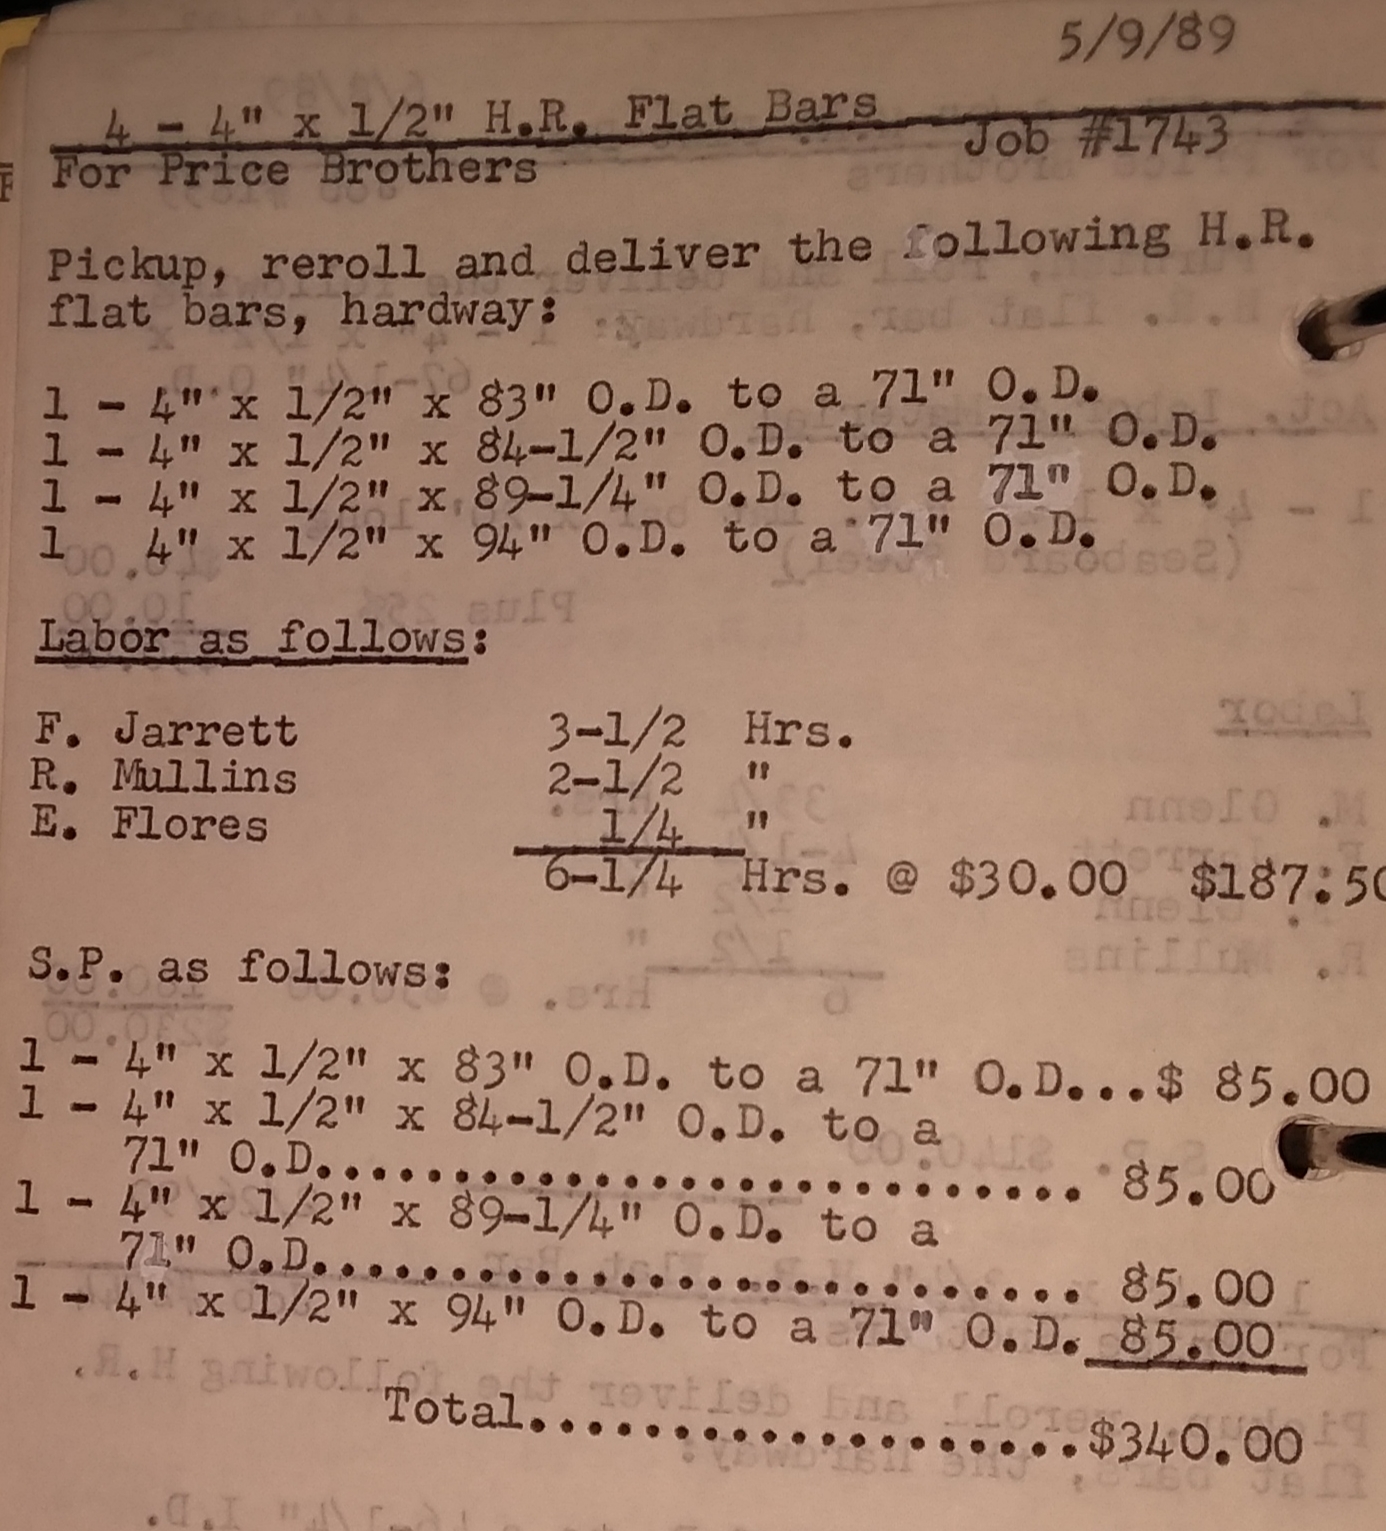 5/9/89
4 - 4" x 1/2" H.R. Flat Bars
Job #1743
For Price Brothers
Pickup, reroll and deliver the following H.R.
flat bars, hardway:
1 - 4" x 1/2" x 83" O.D. to a 71" O.D.
1 - 4" x 1/2" x 84-1/2" O.D. to a 71" O.D.
1 - 4" x 1/2" x 89-1/4" O.D. to a 71" O.D.
1   4" x 1/2" x 94" O.D. to a 71" O.D.
Labor as follows:
F. Jarrett 3-1/2 Hrs.
R. Mullins 2-1/2 "
E. Flores 1/4 "
6-1/4 Hrs. @ $30.00 $187.50
S.P. as follows:
1 - 4" x 1/2" x 83" O.D. to a 71" O.D...$ 85.00
1 - 4" x 1/2" x 84-1/2" O.D. to a
71" O.D............................. 85.00
1 - 4" x 1/2" x 89-1/4" O.D. to a
71" O.D............................. 85.00
1 - 4" x 1/2" x 94" O.D. to a 71" O.D. 85.00
Total...................$340.00